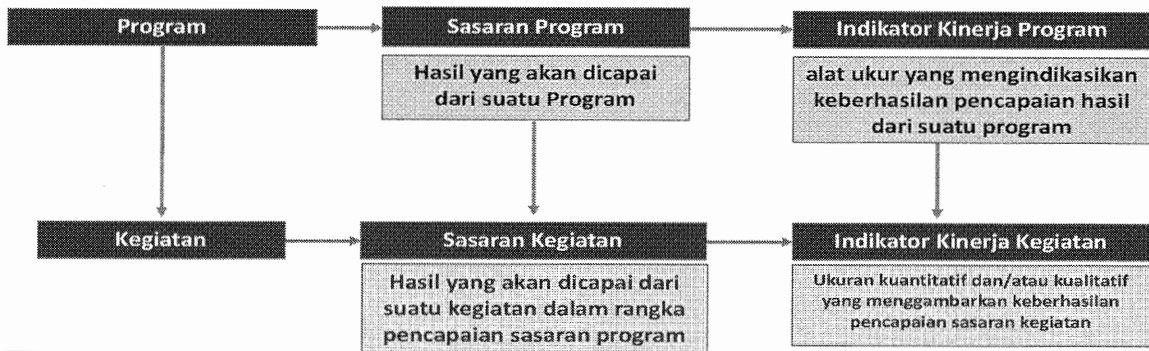 Program
Sasaran Program
Indikator Kinerja Program
Hasil yang akan dicapai
dari suatu Program
alat ukur yang mengindikasikan
keberhasilan pencapaian hasil
dari suatu program
Kegiatan
Sasaran Kegiatan
Indikator Kinerja Kegiatan
Hasil yang akan dicapai dari
suatu kegiatan dalam rangka
pencapaian sasaran program
Ukuran kuantitatif dan/atau kualitatif
yang menggambarkan keberhasilan
pencapaian sasaran kegiatan